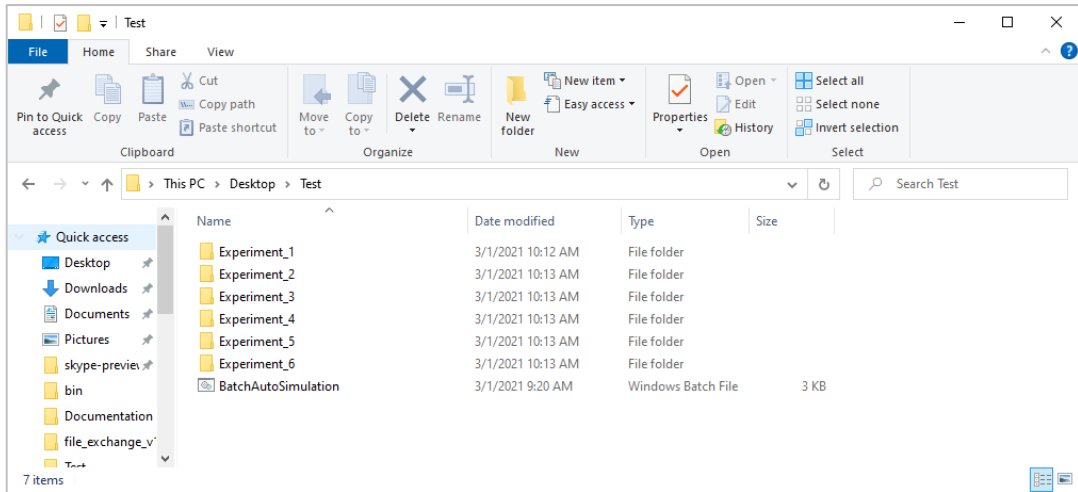 Test
File Home Share View
Pin to Quick access
Copy
Paste
Cut
Copy path
Paste shortcut
Clipboard
Move to
Copy to
Delete
Rename
Organize
New folder
New item
Easy access
New
Properties
Open
Edit
History
Open
Select all
Select none
Invert selection
Select
This PC > Desktop > Test
Search Test
Name Date modified Type Size
Quick access
Desktop
Downloads
Documents
Pictures
skype-previev
bin
Documentation
file_exchange_v
Test
Experiment_1 3/1/2021 10:12 AM File folder
Experiment_2 3/1/2021 10:13 AM File folder
Experiment_3 3/1/2021 10:13 AM File folder
Experiment_4 3/1/2021 10:13 AM File folder
Experiment_5 3/1/2021 10:13 AM File folder
Experiment_6 3/1/2021 10:13 AM File folder
BatchAutoSimulation 3/1/2021 9:20 AM Windows Batch File 3 KB
7 items